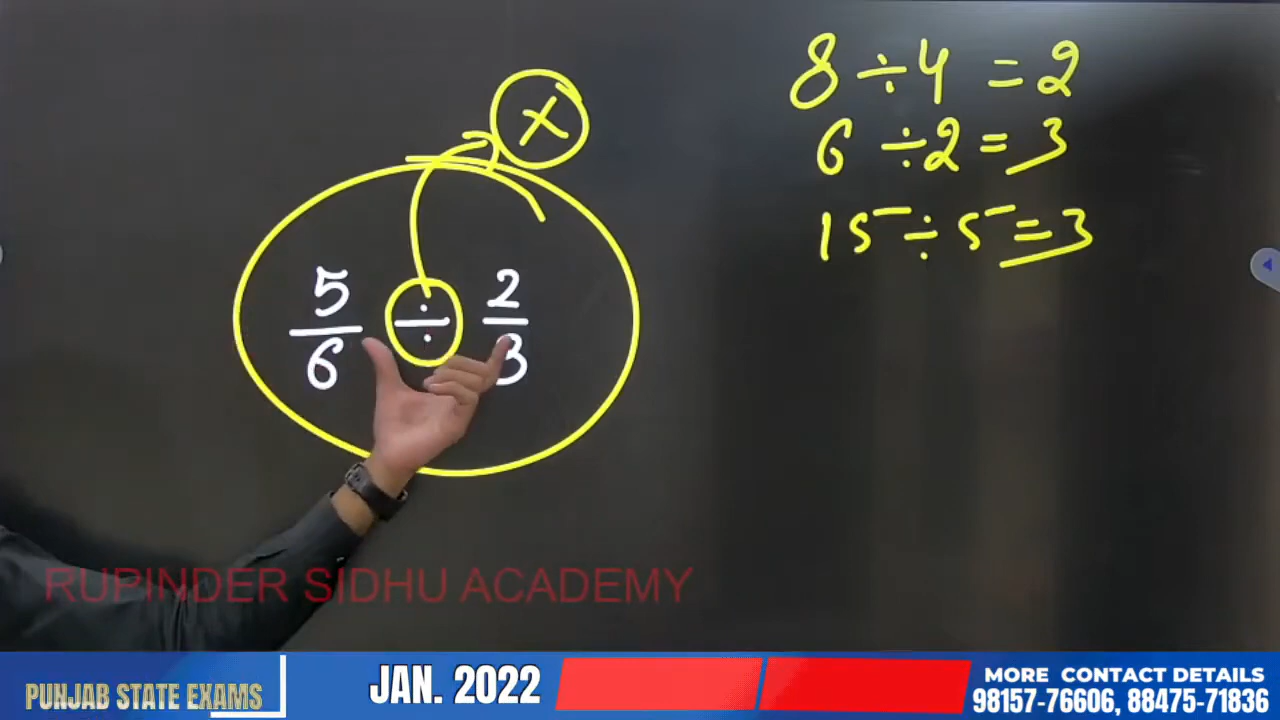 8 ÷ 4 = 2
6 ÷ 2 = 3
15 ÷ 5 = 3
×
5/6 ÷ 2/3
RUPINDER SIDHU ACADEMY
PUNJAB STATE EXAMS
JAN. 2022
MORE CONTACT DETAILS
98157-76606, 88475-71836